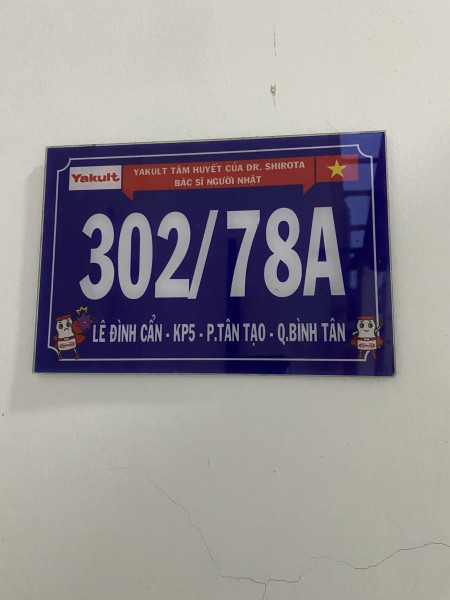 Yakult
YAKULT TÂM HUYẾT CỦA DR. SHIROTA
BÁC SĨ NGƯỜI NHẬT
302/78A
LÊ ĐÌNH CẨN - KP5 - P.TÂN TẠO - Q.BÌNH TÂN